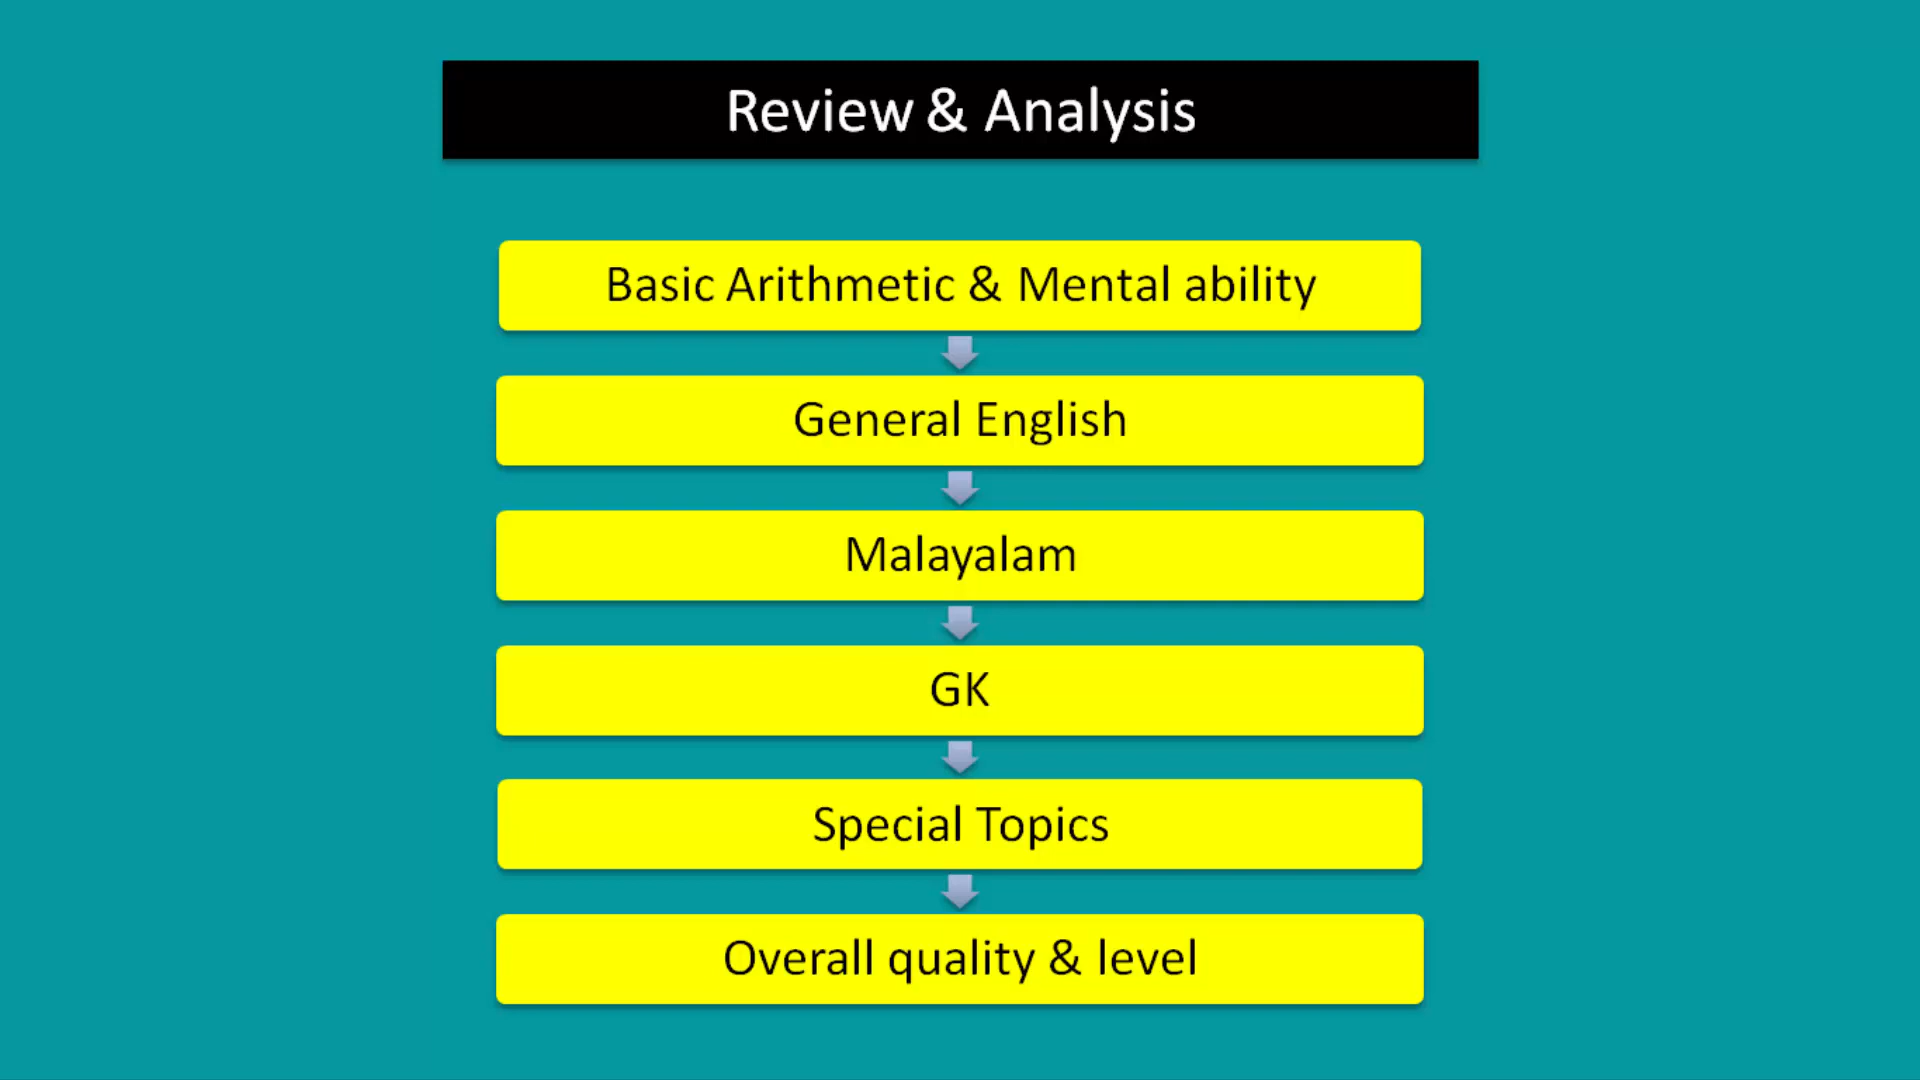 Review & Analysis
Basic Arithmetic & Mental ability
General English
Malayalam
GK
Special Topics
Overall quality & level